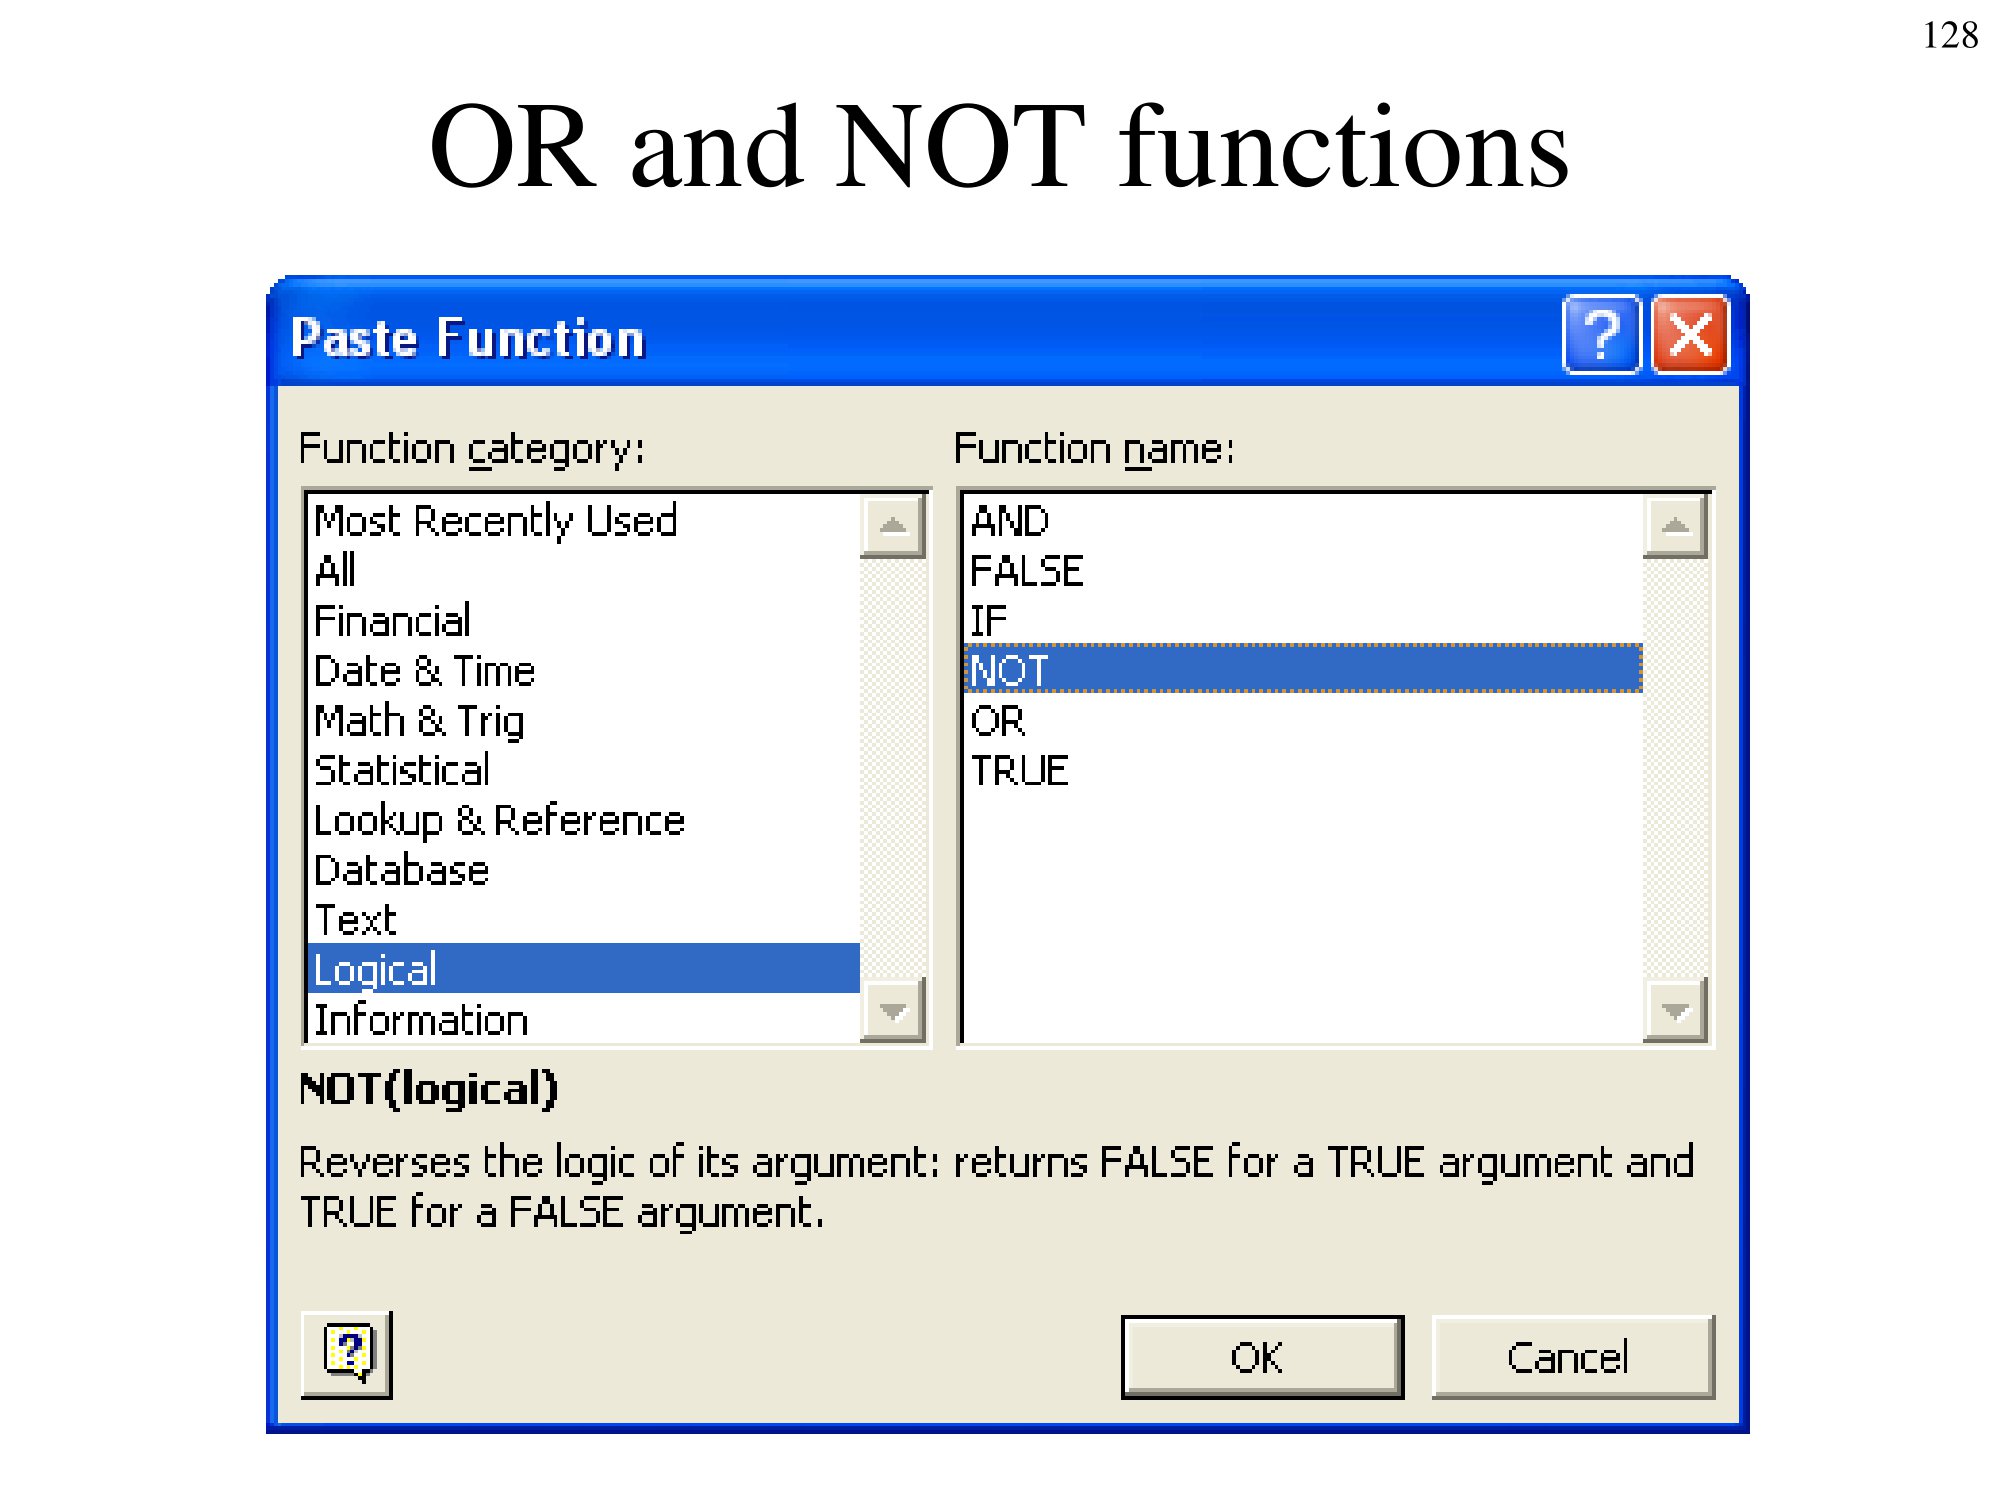 128
OR and NOT functions
Paste Function
Function category:
Most Recently Used
All
Financial
Date & Time
Math & Trig
Statistical
Lookup & Reference
Database
Text
Logical
Information
Function name:
AND
FALSE
IF
NOT
OR
TRUE
NOT(logical)
Reverses the logic of its argument: returns FALSE for a TRUE argument and
TRUE for a FALSE argument.
OK
Cancel